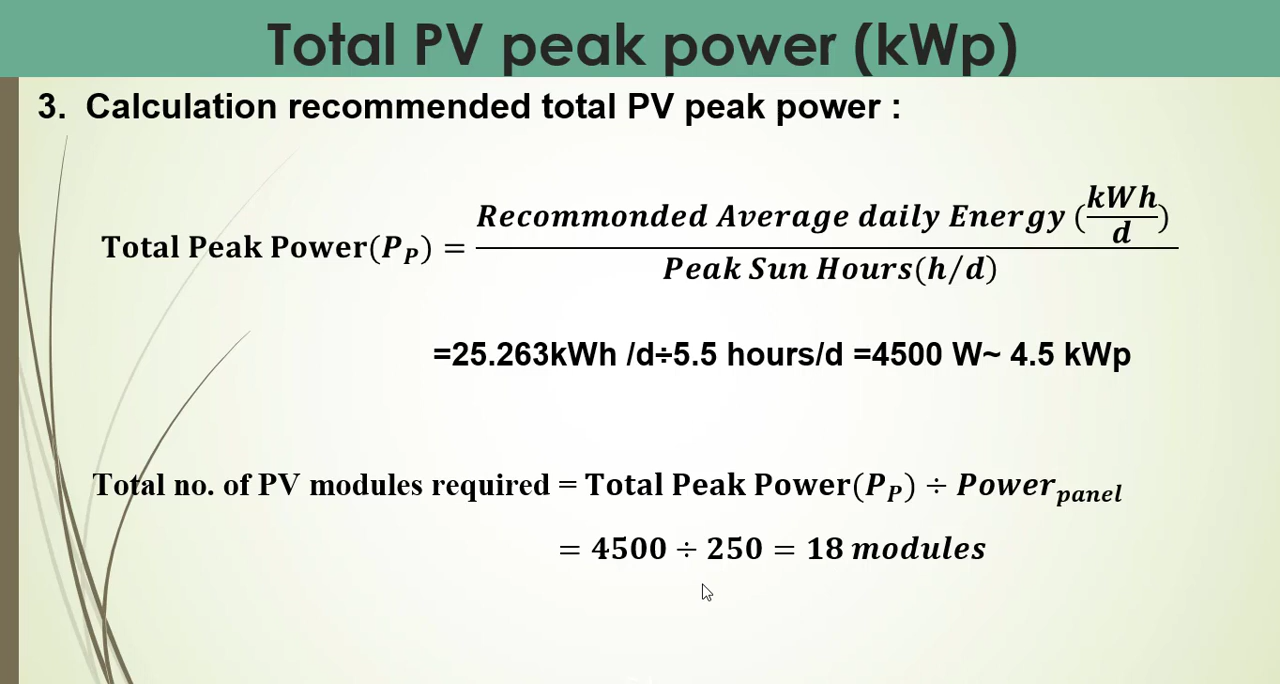 Total PV peak power (kWp)
3. Calculation recommended total PV peak power :
Total Peak Power(P_P) = Recommonded Average daily Energy (kWh/d) / Peak Sun Hours(h/d)
=25.263kWh /d÷5.5 hours/d =4500 W~ 4.5 kWp
Total no. of PV modules required = Total Peak Power(P_P) ÷ Power_panel
= 4500 ÷ 250 = 18 modules